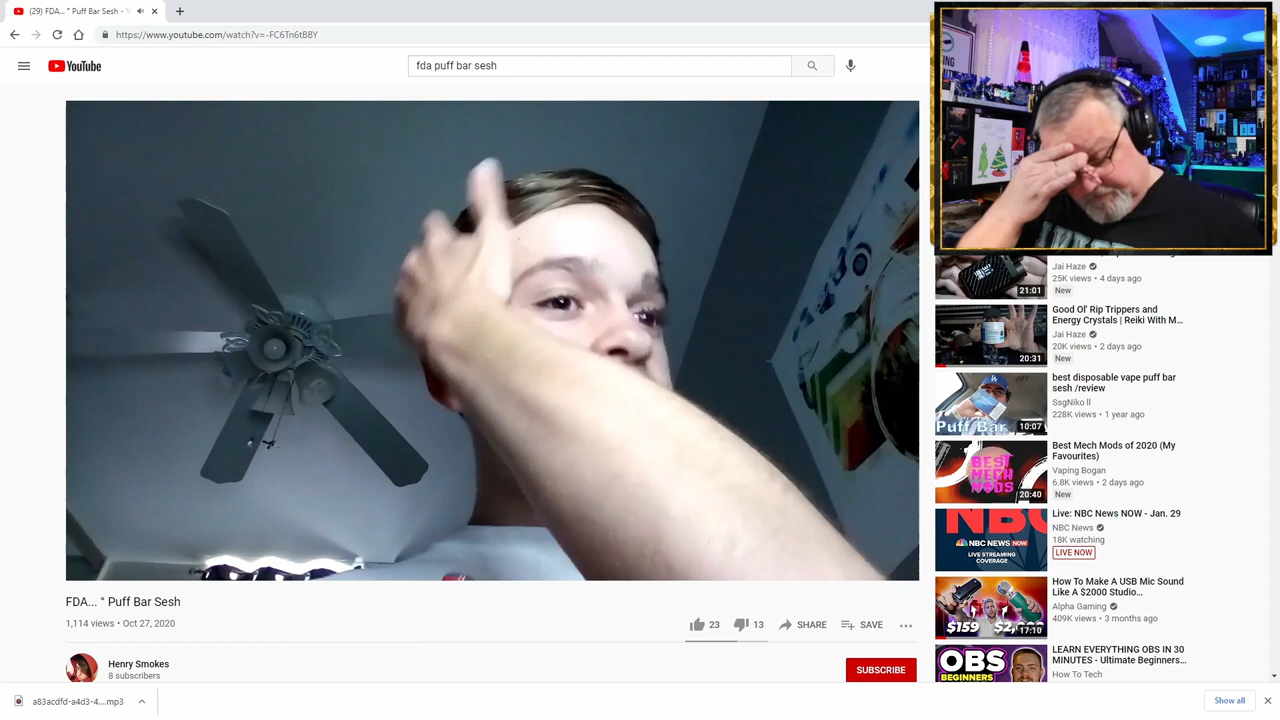 (29) FDA... ° Puff Bar Sesh - Y
https://www.youtube.com/watch?v=-FC6Tn6tBBY
YouTube
fda puff bar sesh
Jai Haze
25K views • 4 days ago
New
21:01
Good Ol' Rip Trippers and
Energy Crystals | Reiki With M...
Jai Haze
20K views • 2 days ago
New
20:31
best disposable vape puff bar
sesh /review
SsgNiko ll
228K views • 1 year ago
Puff Bar
10:07
Best Mech Mods of 2020 (My
Favourites)
Vaping Bogan
6.8K views • 2 days ago
New
BEST
MECH
MODS
20:40
Live: NBC News NOW - Jan. 29
NBC News
18K watching
LIVE NOW
NBC
NBC NEWS NOW
LIVE STREAMING
COVERAGE
How To Make A USB Mic Sound
Like A $2000 Studio...
Alpha Gaming
409K views • 3 months ago
$159
17:10
LEARN EVERYTHING OBS IN 30
MINUTES - Ultimate Beginners...
How To Tech
OBS
BEGINNERS
FDA... ° Puff Bar Sesh
1,114 views • Oct 27, 2020
23
13
SHARE
SAVE
Henry Smokes
8 subscribers
SUBSCRIBE
a83acdfd-a4d3-4....mp3
Show all